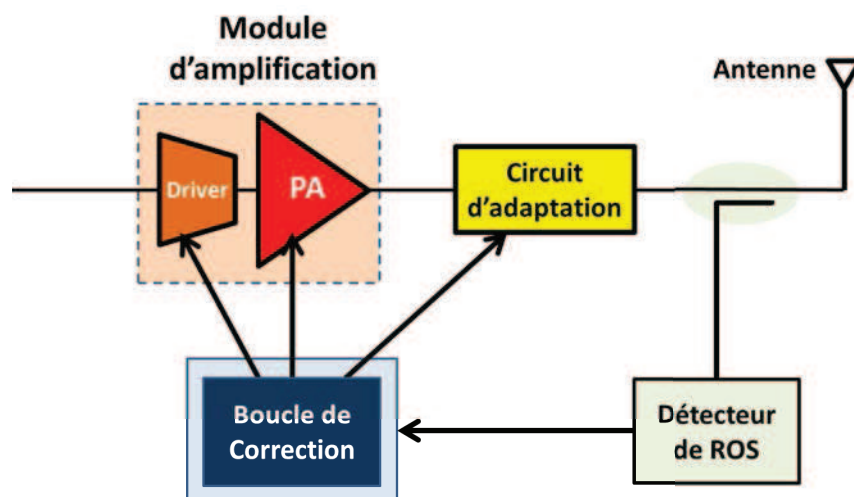 Module
d'amplification
Antenne
Driver
PA
Circuit
d'adaptation
Boucle de
Correction
Détecteur
de ROS